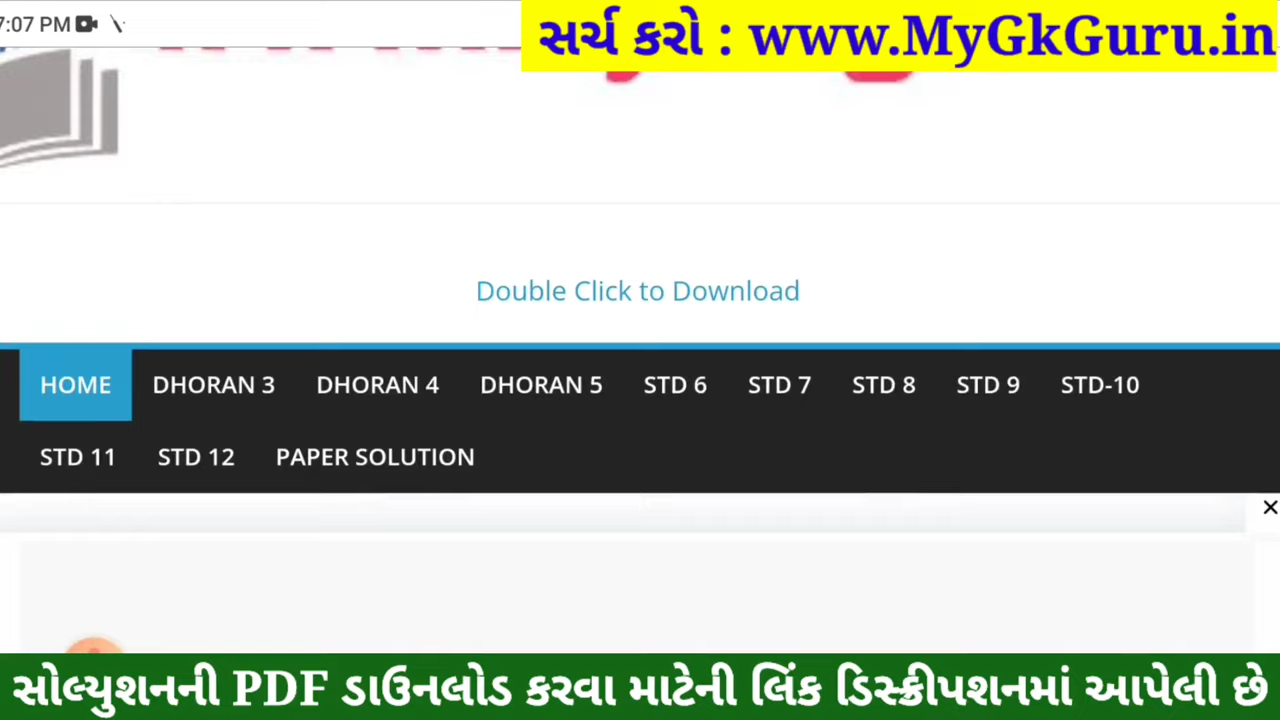 7:07 PM
સર્ચ કરો : www.MyGkGuru.in
Double Click to Download
HOME DHORAN 3 DHORAN 4 DHORAN 5 STD 6 STD 7 STD 8 STD 9 STD-10
STD 11 STD 12 PAPER SOLUTION
સોલ્યુશનની PDF ડાઉનલોડ કરવા માટેની લિંક ડિસ્ક્રીપશનમાં આપેલી છે